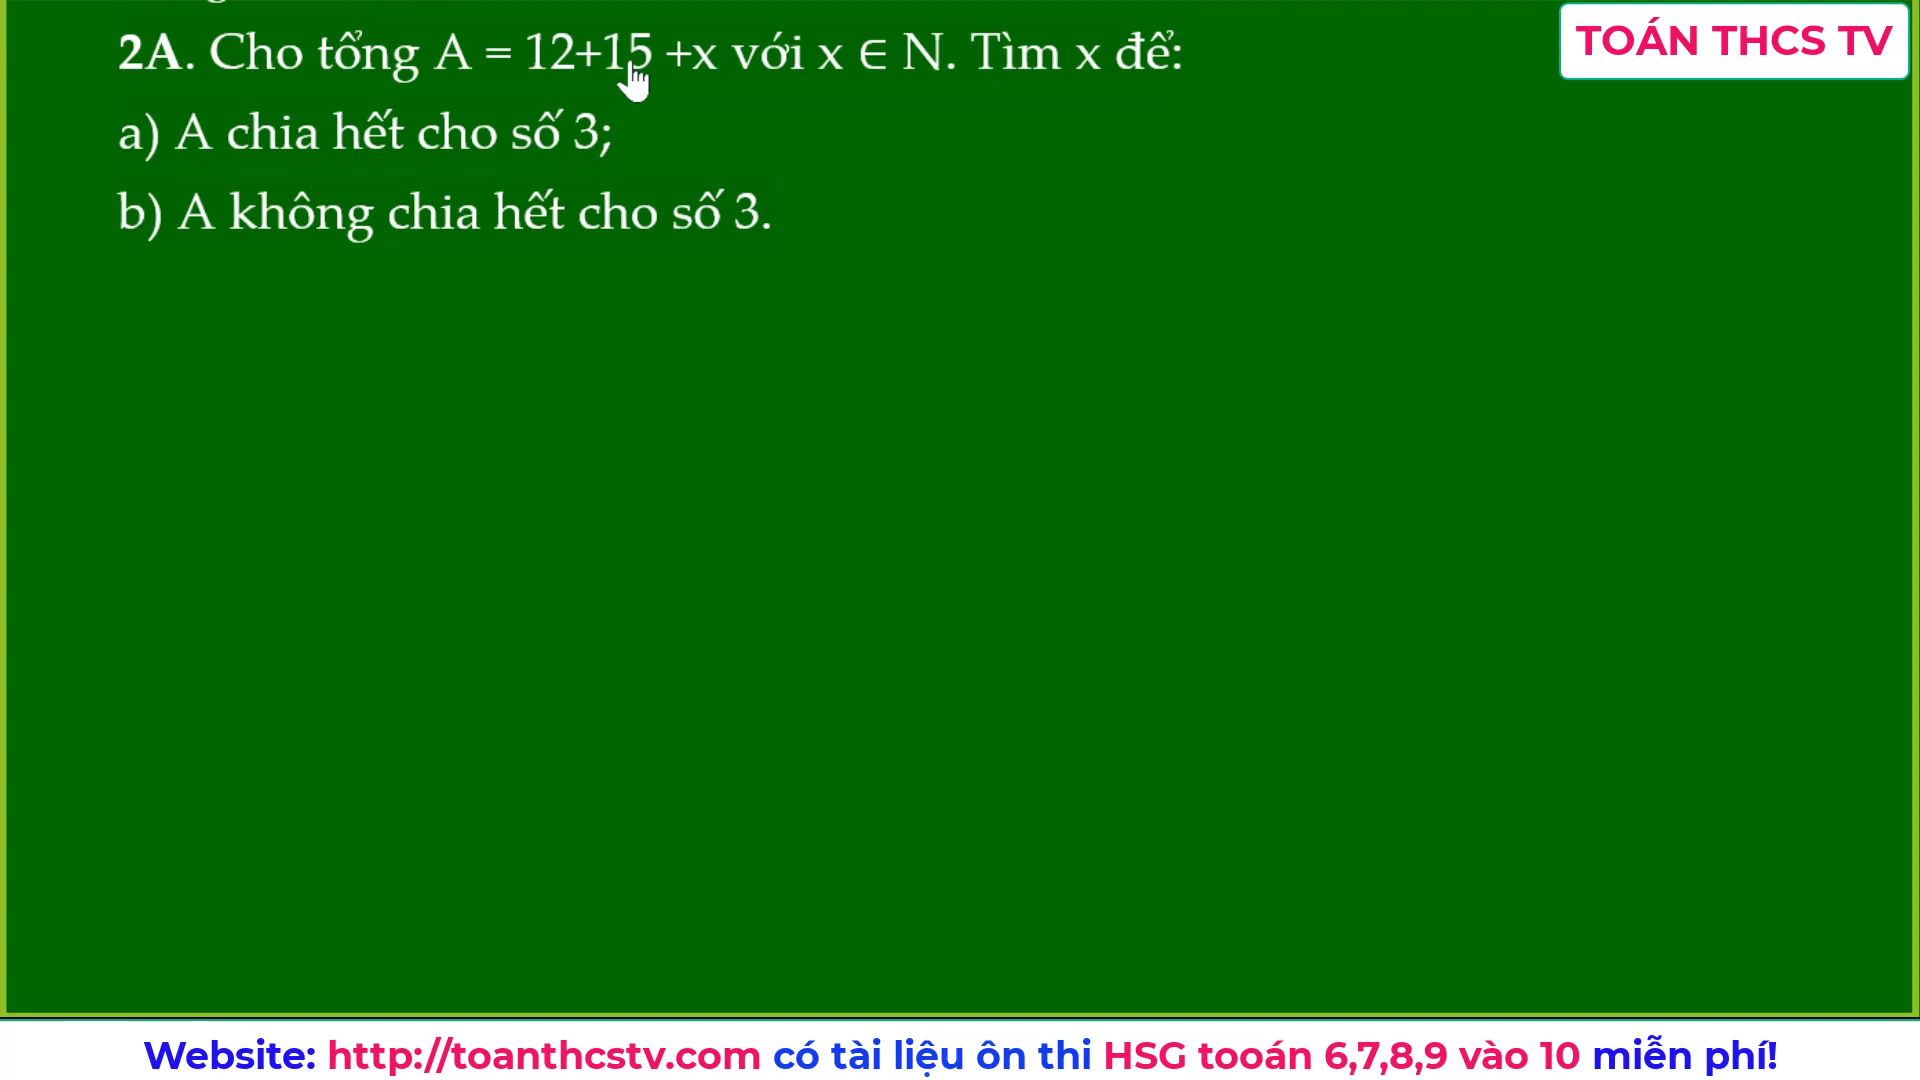 2A. Cho tổng A = 12+15 +x với x ∈ N. Tìm x để:
TOÁN THCS TV
a) A chia hết cho số 3;
b) A không chia hết cho số 3.
Website: http://toanthcstv.com có tài liệu ôn thi HSG tooán 6,7,8,9 vào 10 miễn phí!